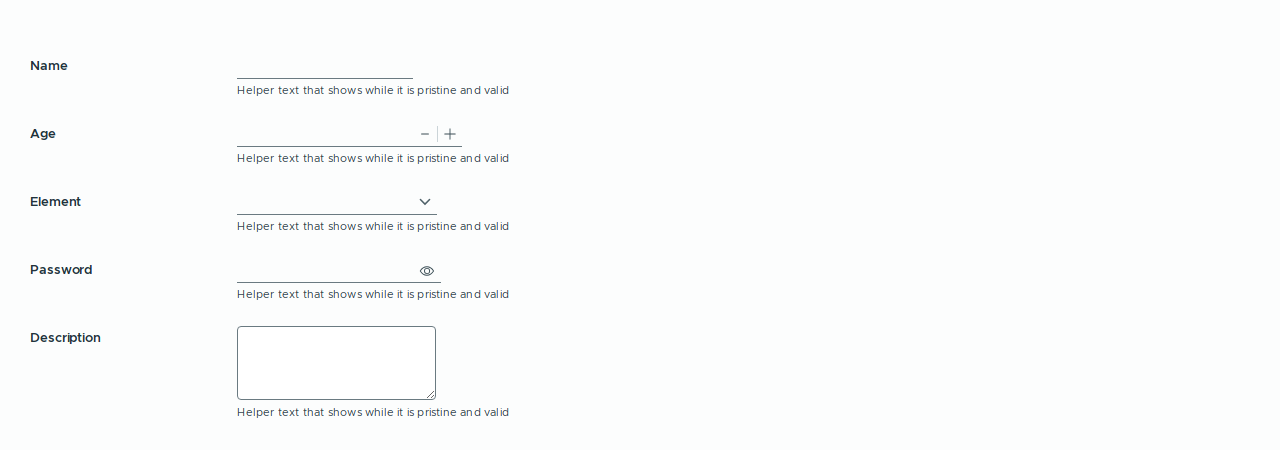 Name
Helper text that shows while it is pristine and valid
Age
Helper text that shows while it is pristine and valid
Element
Helper text that shows while it is pristine and valid
Password
Helper text that shows while it is pristine and valid
Description
Helper text that shows while it is pristine and valid